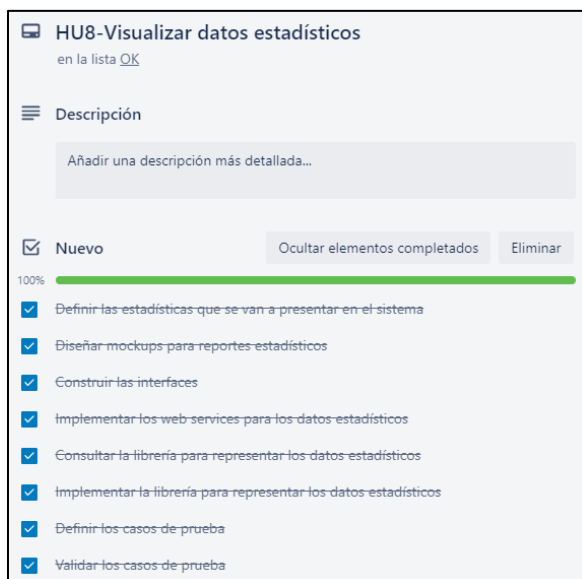 HU8-Visualizar datos estadísticos
en la lista OK
Descripción
Añadir una descripción más detallada...
Nuevo
Ocultar elementos completados
Eliminar
100%
Definir las estadísticas que se van a presentar en el sistema
Diseñar mockups para reportes estadísticos
Construir las interfaces
Implementar los web services para los datos estadísticos
Consultar la librería para representar los datos estadísticos
Implementar la librería para representar los datos estadísticos
Definir los casos de prueba
Validar los casos de prueba